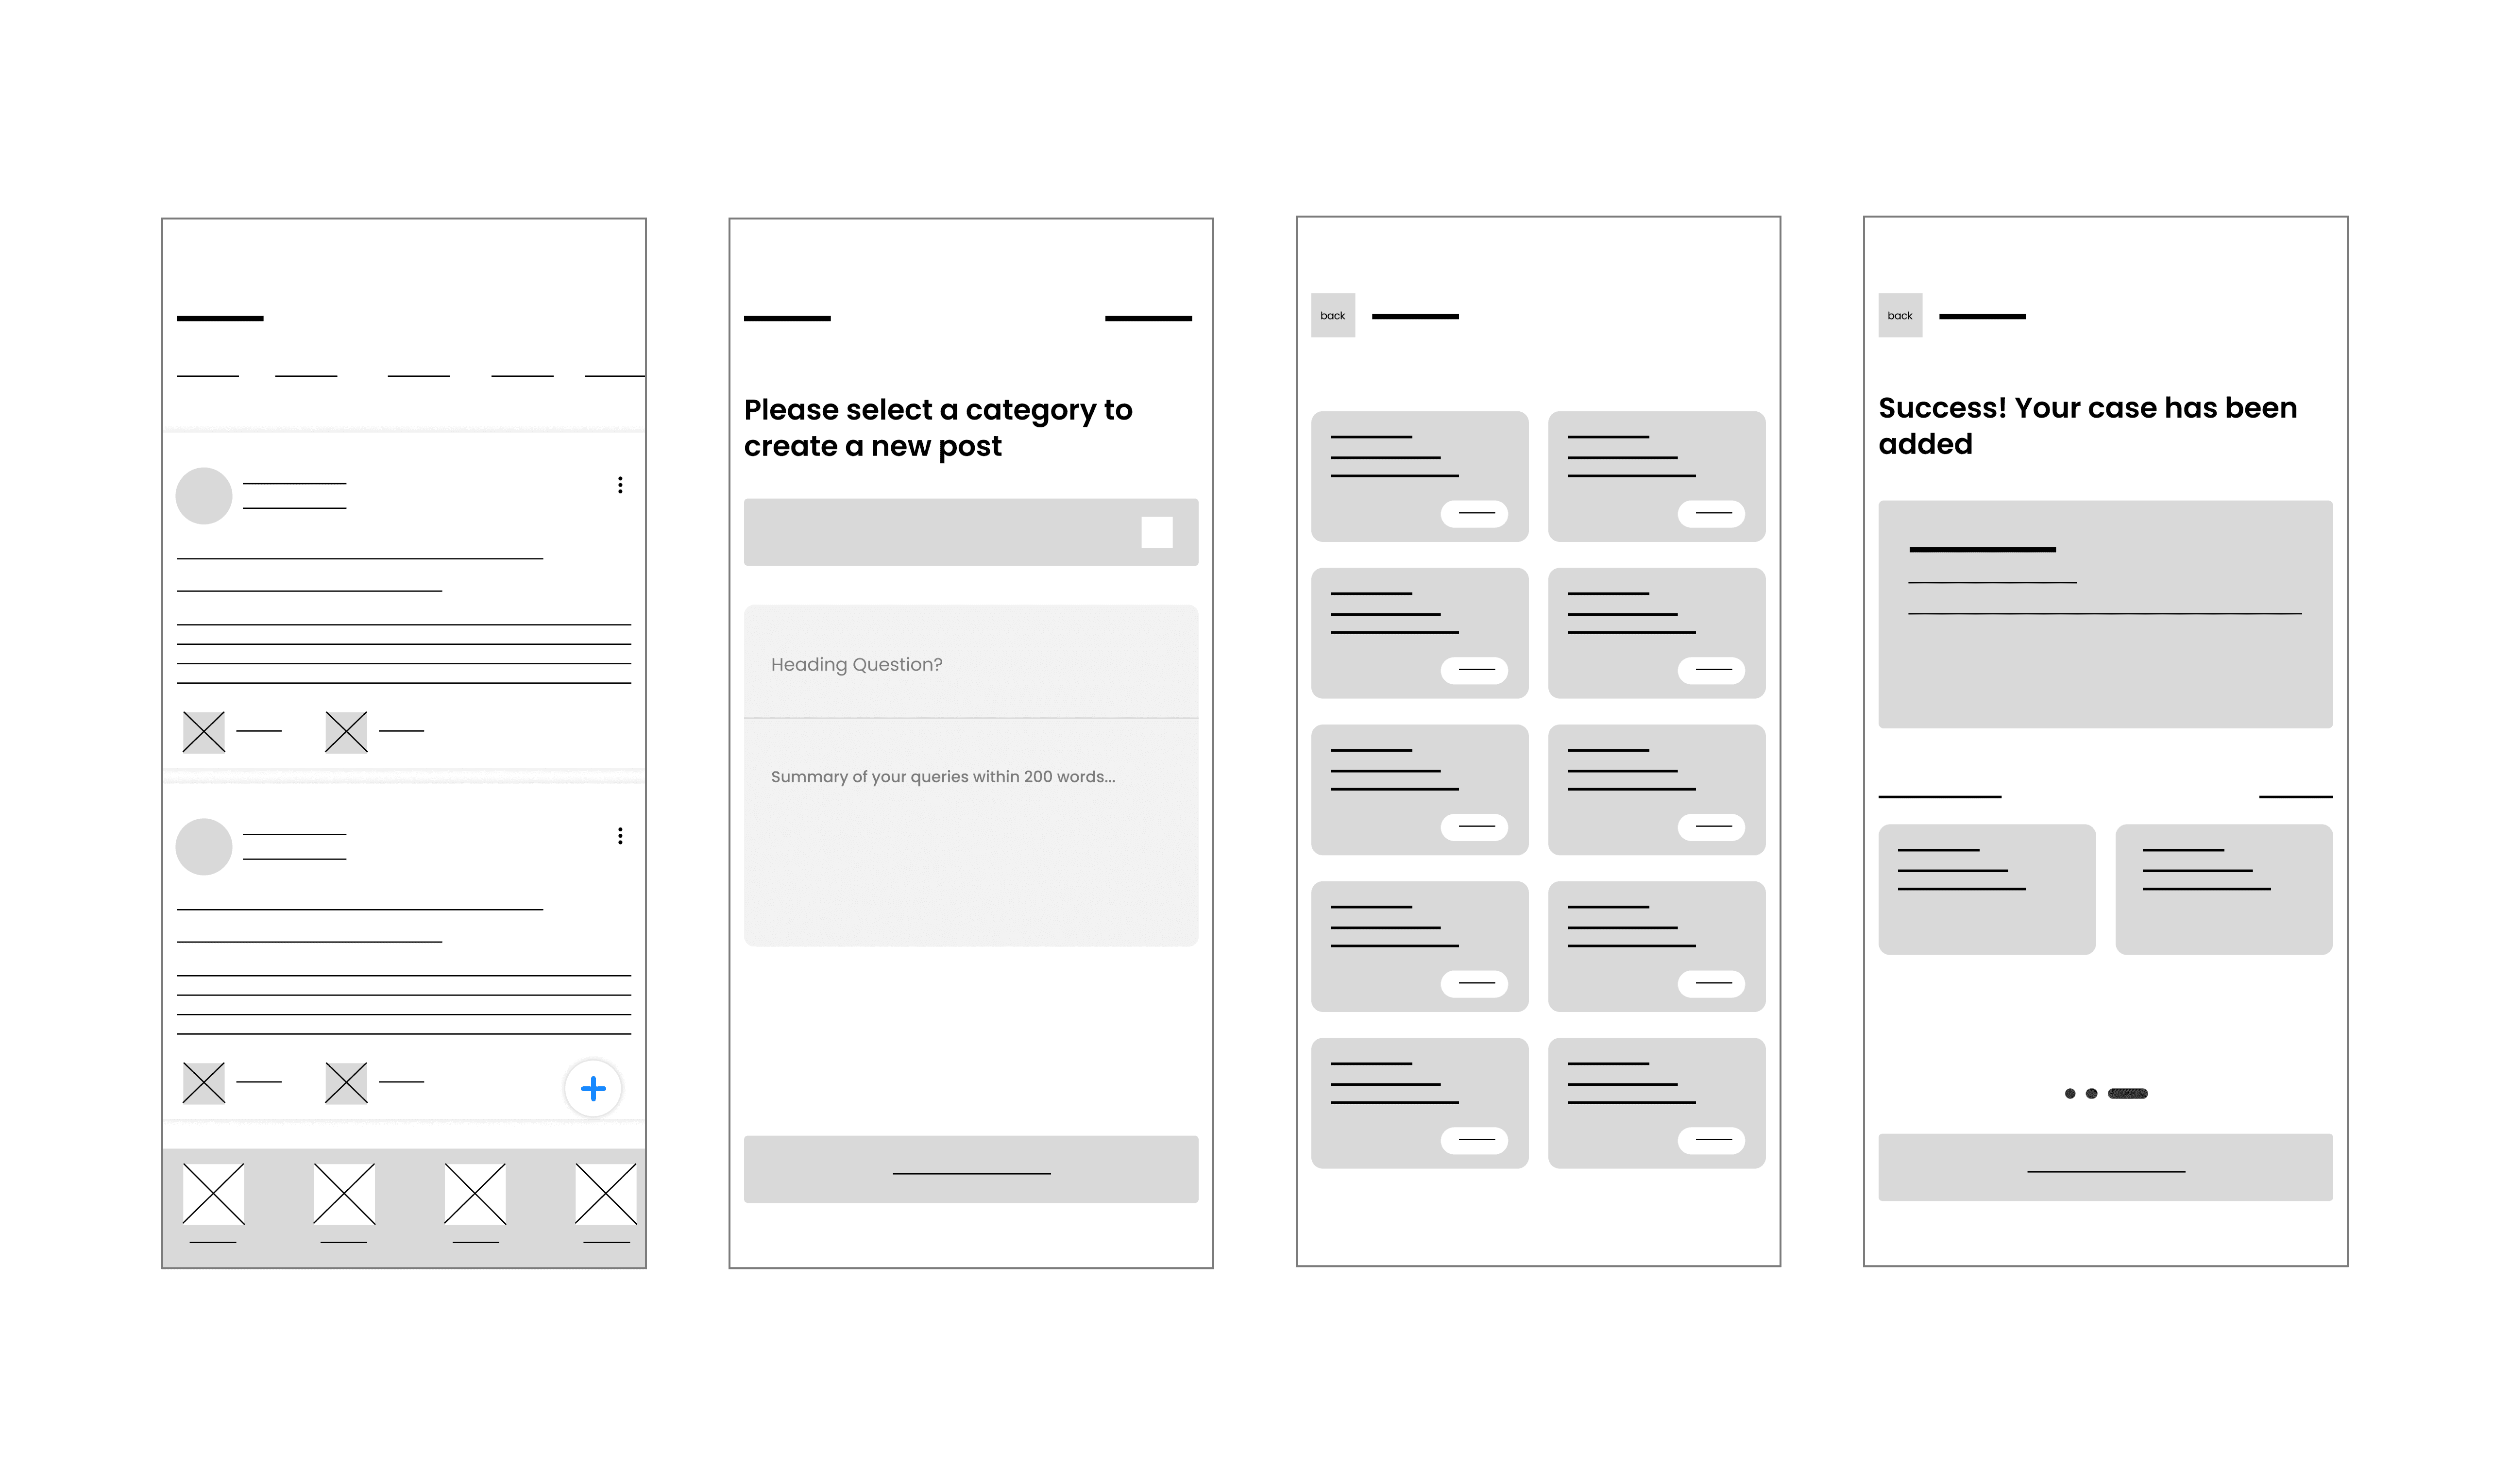 Please select a category to
create a new post
Heading Question?
Summary of your queries within 200 words...
back
back
Success! Your case has been
added